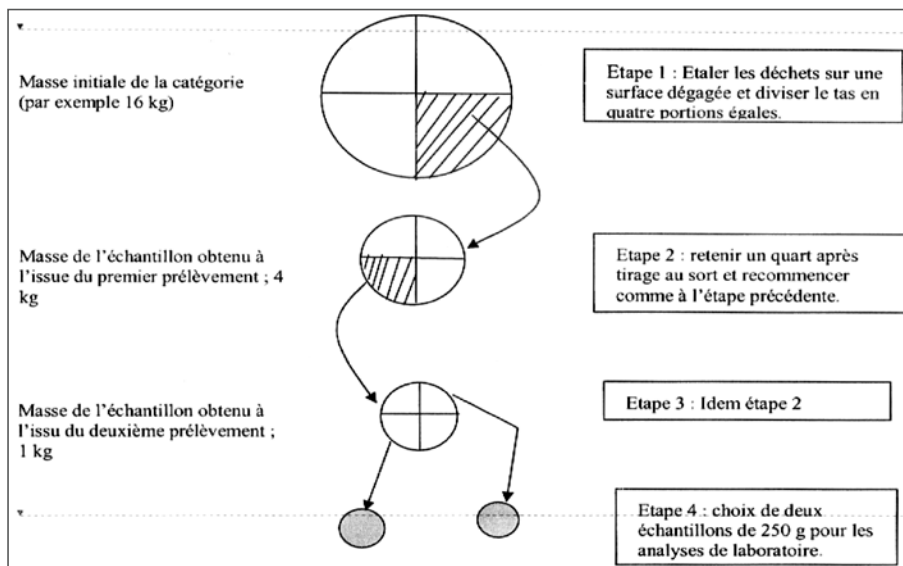 Masse initiale de la catégorie
(par exemple 16 kg)
Etape 1 : Etaler les déchets sur une
surface dégagée et diviser le tas en
quatre portions égales.
Masse de l'échantillon obtenu à
l'issue du premier prélèvement ; 4
kg
Etape 2 : retenir un quart après
tirage au sort et recommencer
comme à l'étape précédente.
Masse de l'échantillon obtenu à
l'issu du deuxième prélèvement ;
1 kg
Etape 3 : Idem étape 2
Etape 4 : choix de deux
échantillons de 250 g pour les
analyses de laboratoire.